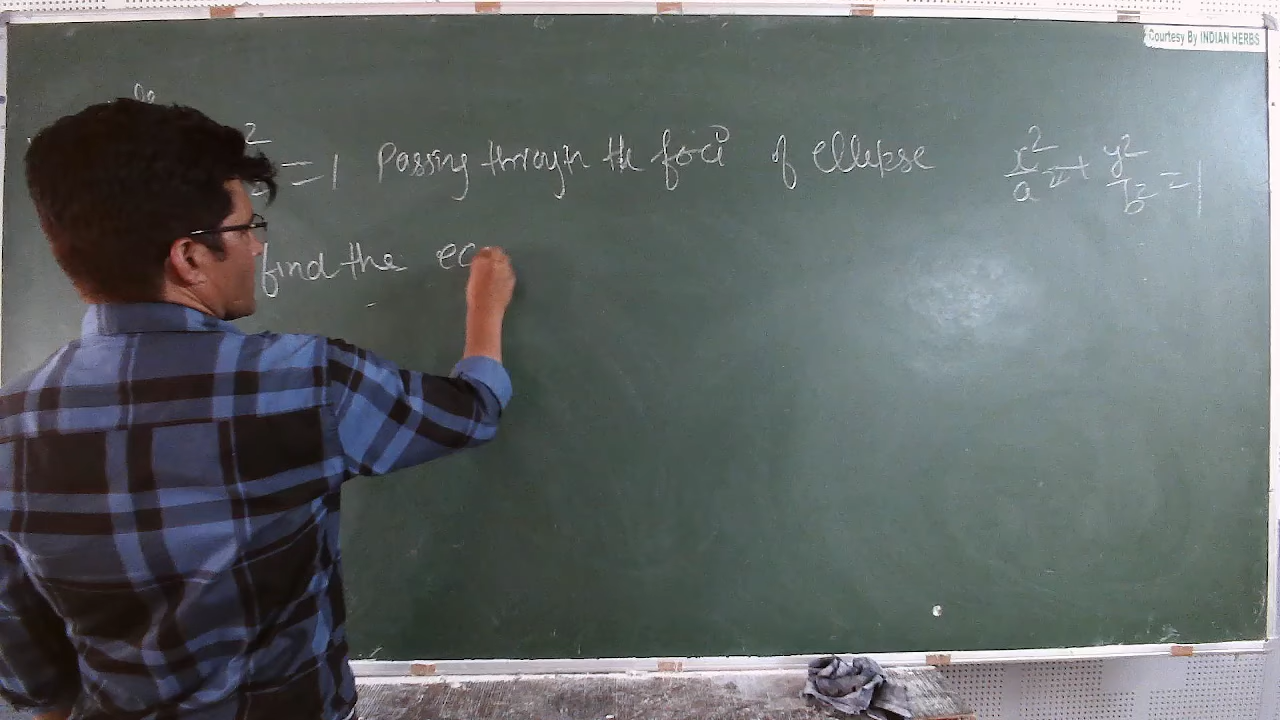 Courtesy By INDIAN HERBS
2 = 1 Passing through the foci of ellipse x²/a² + y²/b² = 1
find the ec